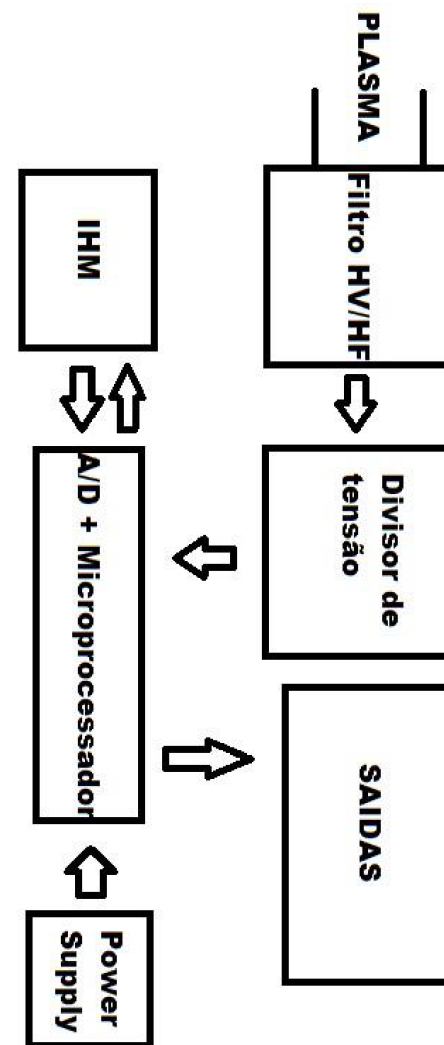 PLASMA
Filtro HV/HF
Divisor de
tensão
SAIDAS
IHM
A/D + Microprocessador
Power
Supply